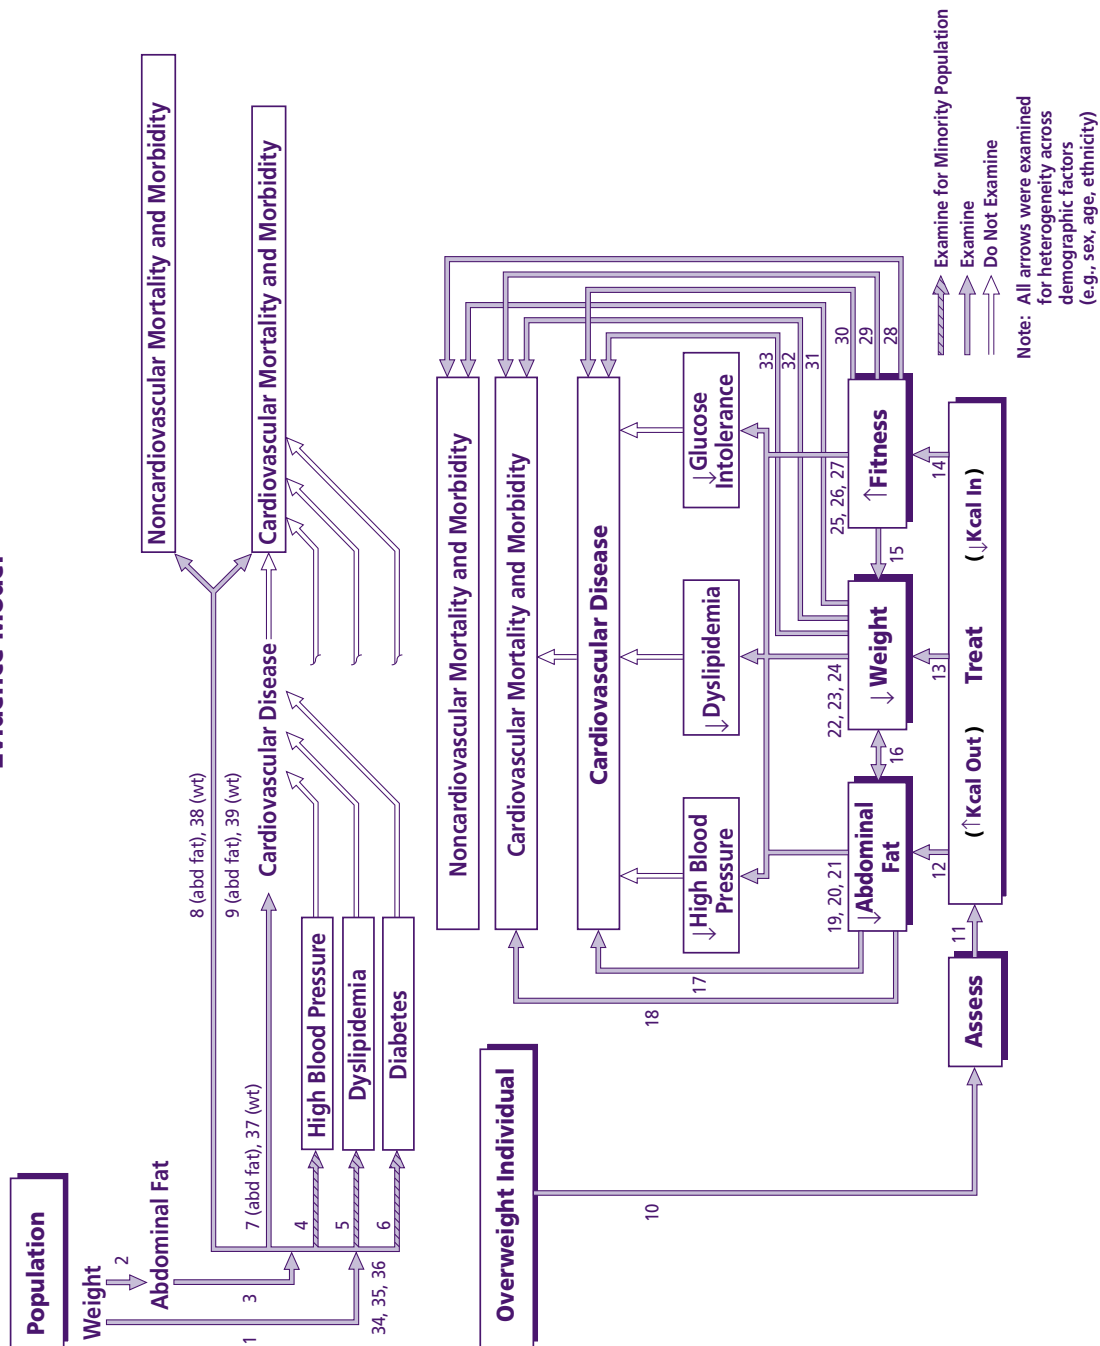 Evidence Model
Population
Weight
2
Abdominal Fat
1
3
34, 35, 36
8 (abd fat), 38 (wt)
9 (abd fat), 39 (wt)
7 (abd fat), 37 (wt)
4
5
6
High Blood Pressure
Dyslipidemia
Diabetes
Cardiovascular Disease
Noncardiovascular Mortality and Morbidity
Cardiovascular Mortality and Morbidity
Overweight Individual
10
Assess
11
Noncardiovascular Mortality and Morbidity
Cardiovascular Mortality and Morbidity
Cardiovascular Disease
18
17
↓High Blood
Pressure
↓Dyslipidemia
↓Glucose
Intolerance
19, 20, 21
22, 23, 24
25, 26, 27
33
32
31
30
29
28
↓Abdominal
Fat
16
↓ Weight
15
↑Fitness
12
13
14
(↑Kcal Out)
Treat
(↓Kcal In)
Examine for Minority Population
Examine
Do Not Examine
Note: All arrows were examined
for heterogeneity across
demographic factors
(e.g., sex, age, ethnicity)